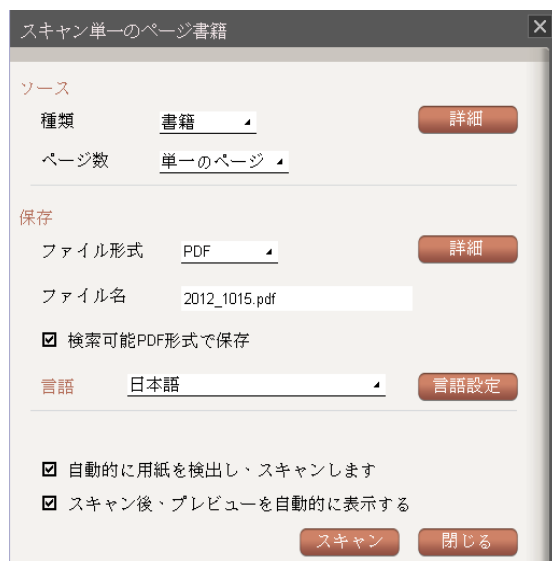 スキャン単一のページ書籍
ソース
種類 書籍 詳細
ページ数 単一のページ
保存
ファイル形式 PDF 詳細
ファイル名 2012_1015.pdf
検索可能PDF形式で保存
言語 日本語 言語設定
自動的に用紙を検出し、スキャンします
スキャン後、プレビューを自動的に表示する
スキャン 閉じる